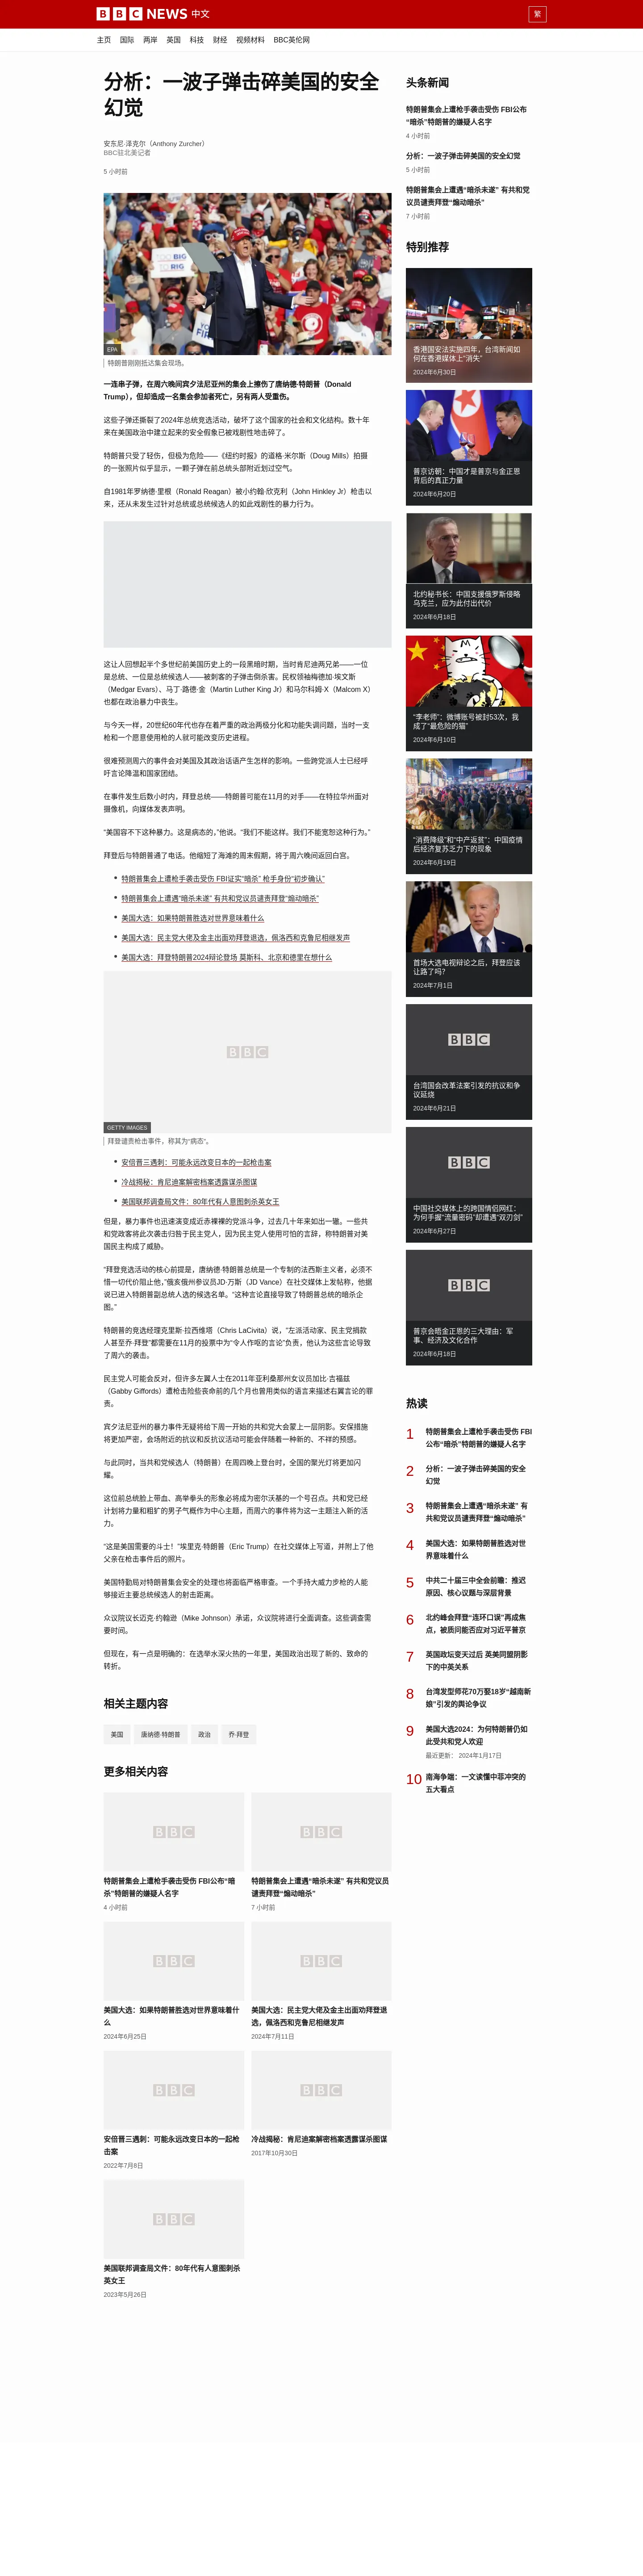 BBC NEWS 中文
繁
主页 国际 两岸 英国 科技 财经 视频材料 BBC英伦网
分析：一波子弹击碎美国的安全
幻觉
安东尼·泽克尔（Anthony Zurcher）
BBC驻北美记者
5 小时前
EPA
特朗普刚刚抵达集会现场。
一连串子弹，在周六晚间宾夕法尼亚州的集会上擦伤了唐纳德·特朗普（Donald
Trump），但却造成一名集会参加者死亡，另有两人受重伤。
这些子弹还撕裂了2024年总统竞选活动，破坏了这个国家的社会和文化结构。数十年
来在美国政治中建立起来的安全假象已被戏剧性地击碎了。
特朗普只受了轻伤，但极为危险——《纽约时报》的道格·米尔斯（Doug Mills）拍摄
的一张照片似乎显示，一颗子弹在前总统头部附近划过空气。
自1981年罗纳德·里根（Ronald Reagan）被小约翰·欣克利（John Hinkley Jr）枪击以
来，还从未发生过针对总统或总统候选人的如此戏剧性的暴力行为。
这让人回想起半个多世纪前美国历史上的一段黑暗时期，当时肯尼迪两兄弟——一位
是总统、一位是总统候选人——被刺客的子弹击倒杀害。民权领袖梅德加·埃文斯
（Medgar Evars）、马丁·路德·金（Martin Luther King Jr）和马尔科姆·X（Malcom X）
也都在政治暴力中丧生。
与今天一样，20世纪60年代也存在着严重的政治两极分化和功能失调问题，当时一支
枪和一个愿意使用枪的人就可能改变历史进程。
很难预测周六的事件会对美国及其政治话语产生怎样的影响。一些跨党派人士已经呼
吁言论降温和国家团结。
在事件发生后数小时内，拜登总统——特朗普可能在11月的对手——在特拉华州面对
摄像机，向媒体发表声明。
“美国容不下这种暴力。这是病态的，”他说。“我们不能这样。我们不能宽恕这种行为。”
拜登后与特朗普通了电话。他缩短了海滩的周末假期，将于周六晚间返回白宫。
特朗普集会上遭枪手袭击受伤 FBI证实“暗杀” 枪手身份“初步确认”
特朗普集会上遭遇“暗杀未遂” 有共和党议员谴责拜登“煽动暗杀”
美国大选：如果特朗普胜选对世界意味着什么
美国大选：民主党大佬及金主出面劝拜登退选，佩洛西和克鲁尼相继发声
美国大选：拜登特朗普2024辩论登场 莫斯科、北京和德里在想什么
BBC
GETTY IMAGES
拜登谴责枪击事件，称其为“病态”。
安倍晋三遇刺：可能永远改变日本的一起枪击案
冷战揭秘：肯尼迪案解密档案透露谋杀图谋
美国联邦调查局文件：80年代有人意图刺杀英女王
但是，暴力事件也迅速演变成近赤裸裸的党派斗争，过去几十年来如出一辙。一些共
和党政客将此次袭击归咎于民主党人，因为民主党人使用可怕的言辞，称特朗普对美
国民主构成了威胁。
“拜登竞选活动的核心前提是，唐纳德·特朗普总统是一个专制的法西斯主义者，必须不
惜一切代价阻止他，”俄亥俄州参议员JD·万斯（JD Vance）在社交媒体上发帖称，他据
说已进入特朗普副总统人选的候选名单。“这种言论直接导致了特朗普总统的暗杀企
图。”
特朗普的竞选经理克里斯·拉西维塔（Chris LaCivita）说，“左派活动家、民主党捐款
人甚至乔·拜登”都需要在11月的投票中为“令人作呕的言论”负责，他认为这些言论导致
了周六的袭击。
民主党人可能会反对，但许多左翼人士在2011年亚利桑那州女议员加比·吉福兹
（Gabby Giffords）遭枪击险些丧命前的几个月也曾用类似的语言来描述右翼言论的罪
责。
宾夕法尼亚州的暴力事件无疑将给下周一开始的共和党大会蒙上一层阴影。安保措施
将更加严密，会场附近的抗议和反抗议活动可能会伴随着一种新的、不祥的预感。
与此同时，当共和党候选人（特朗普）在周四晚上登台时，全国的聚光灯将更加闪
耀。
这位前总统脸上带血、高举拳头的形象必将成为密尔沃基的一个号召点。共和党已经
计划将力量和粗犷的男子气概作为中心主题，而周六的事件将为这一主题注入新的活
力。
“这是美国需要的斗士！”埃里克·特朗普（Eric Trump）在社交媒体上写道，并附上了他
父亲在枪击事件后的照片。
美国特勤局对特朗普集会安全的处理也将面临严格审查。一个手持大威力步枪的人能
够接近主要总统候选人的射击距离。
众议院议长迈克·约翰逊（Mike Johnson）承诺，众议院将进行全面调查。这些调查需
要时间。
但现在，有一点是明确的：在选举水深火热的一年里，美国政治出现了新的、致命的
转折。
相关主题内容
美国 唐纳德·特朗普 政治 乔·拜登
更多相关内容
BBC
特朗普集会上遭枪手袭击受伤 FBI公布“暗
杀”特朗普的嫌疑人名字
4 小时前
BBC
特朗普集会上遭遇“暗杀未遂” 有共和党议员
谴责拜登“煽动暗杀”
7 小时前
BBC
美国大选：如果特朗普胜选对世界意味着什
么
2024年6月25日
BBC
美国大选：民主党大佬及金主出面劝拜登退
选，佩洛西和克鲁尼相继发声
2024年7月11日
BBC
安倍晋三遇刺：可能永远改变日本的一起枪
击案
2022年7月8日
BBC
冷战揭秘：肯尼迪案解密档案透露谋杀图谋
2017年10月30日
BBC
美国联邦调查局文件：80年代有人意图刺杀
英女王
2023年5月26日
头条新闻
特朗普集会上遭枪手袭击受伤 FBI公布
“暗杀”特朗普的嫌疑人名字
4 小时前
分析：一波子弹击碎美国的安全幻觉
5 小时前
特朗普集会上遭遇“暗杀未遂” 有共和党
议员谴责拜登“煽动暗杀”
7 小时前
特别推荐
香港国安法实施四年，台湾新闻如
何在香港媒体上“消失”
2024年6月30日
普京访朝：中国才是普京与金正恩
背后的真正力量
2024年6月20日
北约秘书长：中国支援俄罗斯侵略
乌克兰，应为此付出代价
2024年6月18日
“李老师”：微博账号被封53次，我
成了“最危险的猫”
2024年6月10日
“消费降级”和“中产返贫”：中国疫情
后经济复苏乏力下的现象
2024年6月19日
首场大选电视辩论之后，拜登应该
让路了吗？
2024年7月1日
BBC
台湾国会改革法案引发的抗议和争
议延烧
2024年6月21日
BBC
中国社交媒体上的跨国情侣网红：
为何手握“流量密码”却遭遇“双刃剑”
2024年6月27日
BBC
普京会晤金正恩的三大理由：军
事、经济及文化合作
2024年6月18日
热读
1 特朗普集会上遭枪手袭击受伤 FBI
公布“暗杀”特朗普的嫌疑人名字
2 分析：一波子弹击碎美国的安全
幻觉
3 特朗普集会上遭遇“暗杀未遂” 有
共和党议员谴责拜登“煽动暗杀”
4 美国大选：如果特朗普胜选对世
界意味着什么
5 中共二十届三中全会前瞻：推迟
原因、核心议题与深层背景
6 北约峰会拜登“连环口误”再成焦
点，被质问能否应对习近平普京
7 英国政坛变天过后 英美同盟阴影
下的中英关系
8 台湾发型师花70万娶18岁“越南新
娘”引发的舆论争议
9 美国大选2024：为何特朗普仍如
此受共和党人欢迎
最近更新： 2024年1月17日
10 南海争端：一文读懂中菲冲突的
五大看点